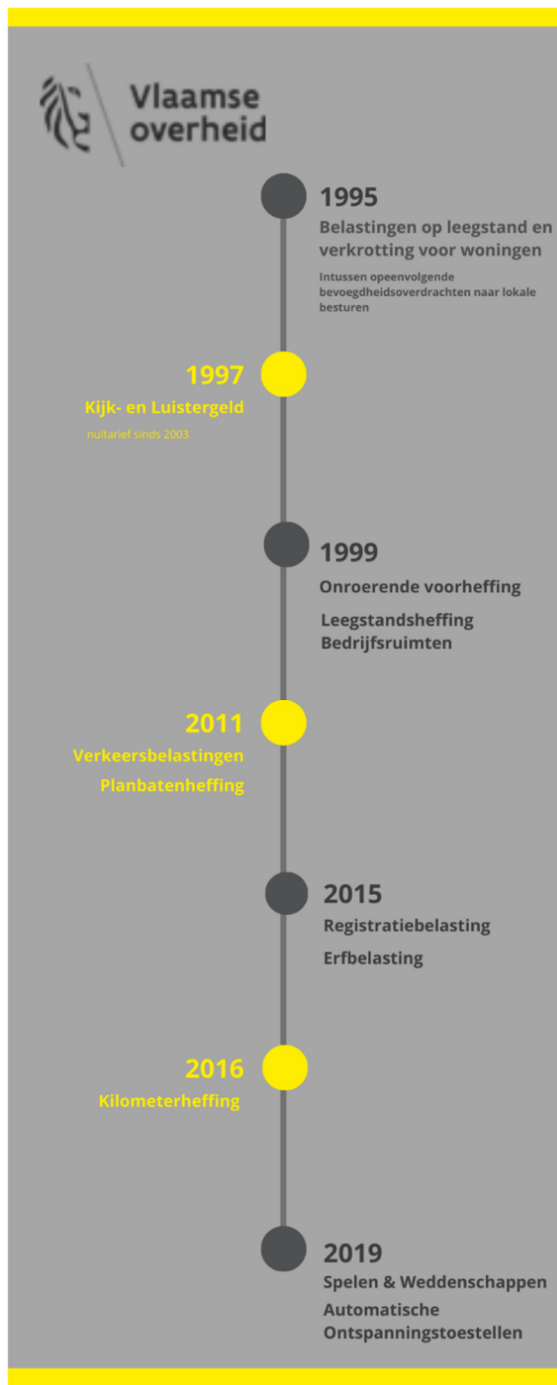 Vlaamse
overheid
1995
Belastingen op leegstand en
verkrotting voor woningen
Intussen opeenvolgende
bevoegdheidsoverdrachten naar lokale
besturen
1997
Kijk- en Luistergeld
nultarief sinds 2003
1999
Onroerende voorheffing
Leegstandsheffing
Bedrijfsruimten
2011
Verkeersbelastingen
Planbatenheffing
2015
Registratiebelasting
Erfbelasting
2016
Kilometerheffing
2019
Spelen & Weddenschappen
Automatische
Ontspanningstoestellen